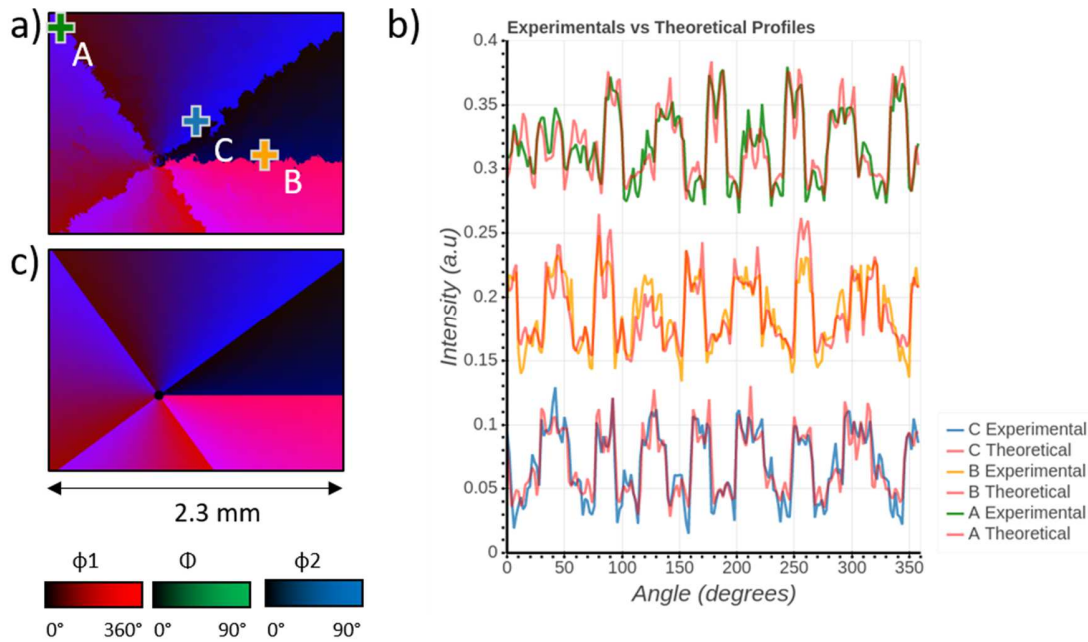 a)
A
C
B
c)
2.3 mm
ϕ1 Φ ϕ2
0° 360° 0° 90° 0° 90°
b)
Experimentals vs Theoretical Profiles
Intensity (a.u)
0.4
0.35
0.3
0.25
0.2
0.15
0.1
0.05
0
0 50 100 150 200 250 300 350
Angle (degrees)
C Experimental
C Theoretical
B Experimental
B Theoretical
A Experimental
A Theoretical